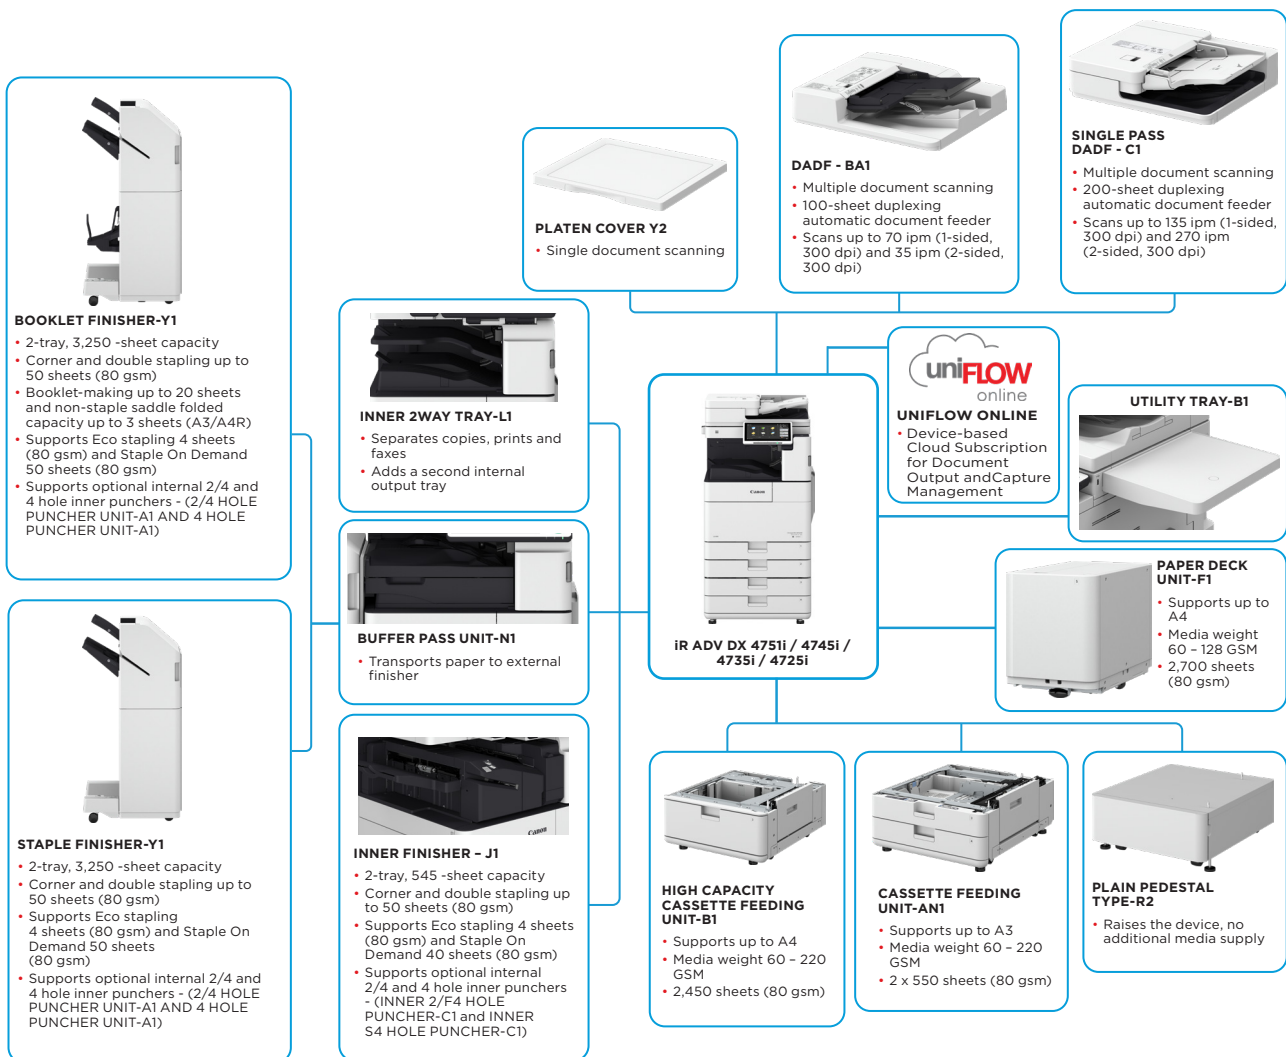 SINGLE PASS
DADF - C1
• Multiple document scanning
• 200-sheet duplexing
automatic document feeder
• Scans up to 135 ipm (1-sided,
300 dpi) and 270 ipm
(2-sided, 300 dpi)
DADF - BA1
• Multiple document scanning
• 100-sheet duplexing
automatic document feeder
• Scans up to 70 ipm (1-sided,
300 dpi) and 35 ipm (2-sided,
300 dpi)
PLATEN COVER Y2
• Single document scanning
BOOKLET FINISHER-Y1
• 2-tray, 3,250 -sheet capacity
• Corner and double stapling up to
50 sheets (80 gsm)
• Booklet-making up to 20 sheets
and non-staple saddle folded
capacity up to 3 sheets (A3/A4R)
• Supports Eco stapling 4 sheets
(80 gsm) and Staple On Demand
50 sheets (80 gsm)
• Supports optional internal 2/4 and
4 hole inner punchers - (2/4 HOLE
PUNCHER UNIT-A1 AND 4 HOLE
PUNCHER UNIT-A1)
INNER 2WAY TRAY-L1
• Separates copies, prints and
faxes
• Adds a second internal
output tray
uniFLOW
online
UNIFLOW ONLINE
• Device-based
Cloud Subscription
for Document
Output andCapture
Management
UTILITY TRAY-B1
Canon
iR ADV DX 4751i / 4745i /
4735i / 4725i
BUFFER PASS UNIT-N1
• Transports paper to external
finisher
PAPER DECK
UNIT-F1
• Supports up to
A4
• Media weight
60 – 128 GSM
• 2,700 sheets
(80 gsm)
STAPLE FINISHER-Y1
• 2-tray, 3,250 -sheet capacity
• Corner and double stapling up to
50 sheets (80 gsm)
• Supports Eco stapling
4 sheets (80 gsm) and Staple On
Demand 50 sheets
(80 gsm)
• Supports optional internal 2/4 and
4 hole inner punchers - (2/4 HOLE
PUNCHER UNIT-A1 AND 4 HOLE
PUNCHER UNIT-A1)
Canon
INNER FINISHER – J1
• 2-tray, 545 -sheet capacity
• Corner and double stapling up
to 50 sheets (80 gsm)
• Supports Eco stapling 4 sheets
(80 gsm) and Staple On
Demand 40 sheets (80 gsm)
• Supports optional internal
2/4 and 4 hole inner punchers
- (INNER 2/F4 HOLE
PUNCHER-C1 and INNER
S4 HOLE PUNCHER-C1)
HIGH CAPACITY
CASSETTE FEEDING
UNIT-B1
• Supports up to A4
• Media weight 60 – 220
GSM
• 2,450 sheets (80 gsm)
CASSETTE FEEDING
UNIT-AN1
• Supports up to A3
• Media weight 60 – 220
GSM
• 2 x 550 sheets (80 gsm)
PLAIN PEDESTAL
TYPE-R2
• Raises the device, no
additional media supply